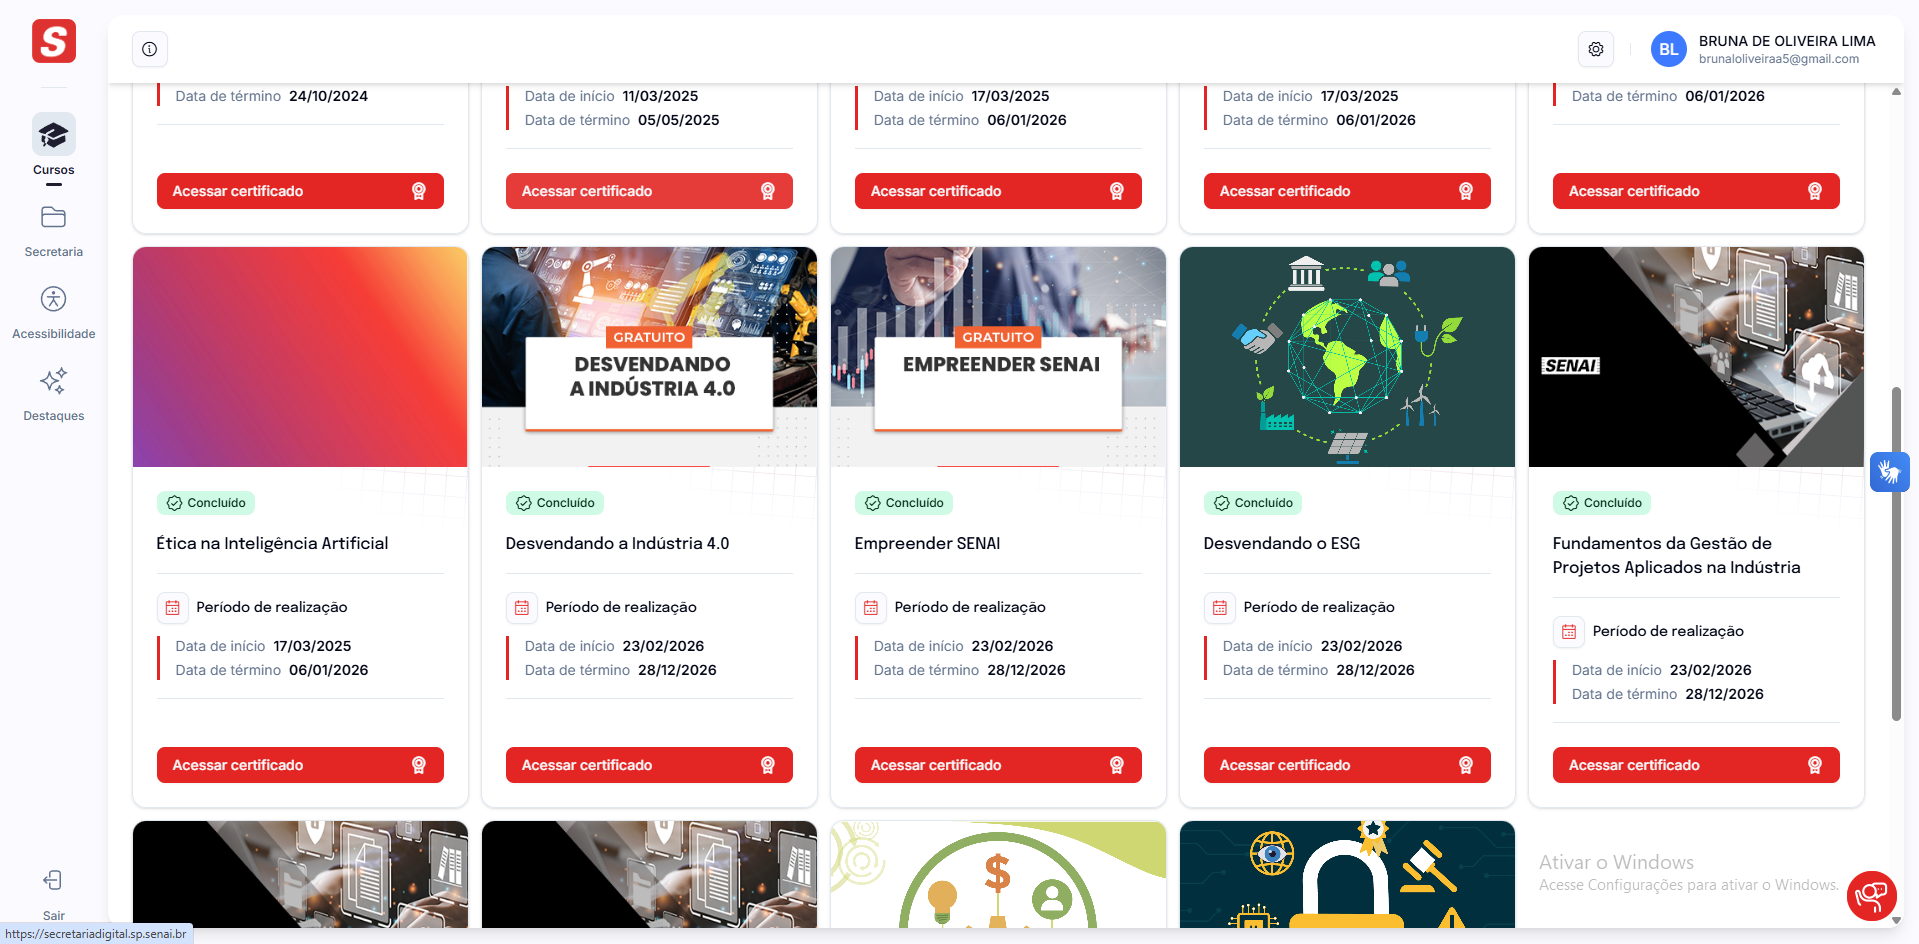 S
BL
BRUNA DE OLIVEIRA LIMA
brunaloliveiraa5@gmail.com
Cursos
Secretaria
Acessibilidade
Destaques
Sair
Data de término 24/10/2024
Data de início 11/03/2025
Data de término 05/05/2025
Data de início 17/03/2025
Data de término 06/01/2026
Data de início 17/03/2025
Data de término 06/01/2026
Data de término 06/01/2026
Acessar certificado
Acessar certificado
Acessar certificado
Acessar certificado
Acessar certificado
GRATUITO
DESVENDANDO
A INDÚSTRIA 4.0
GRATUITO
EMPREENDER SENAI
SENAI
Concluído
Ética na Inteligência Artificial
Período de realização
Data de início 17/03/2025
Data de término 06/01/2026
Acessar certificado
Concluído
Desvendando a Indústria 4.0
Período de realização
Data de início 23/02/2026
Data de término 28/12/2026
Acessar certificado
Concluído
Empreender SENAI
Período de realização
Data de início 23/02/2026
Data de término 28/12/2026
Acessar certificado
Concluído
Desvendando o ESG
Período de realização
Data de início 23/02/2026
Data de término 28/12/2026
Acessar certificado
Concluído
Fundamentos da Gestão de
Projetos Aplicados na Indústria
Período de realização
Data de início 23/02/2026
Data de término 28/12/2026
Acessar certificado
$
Ativar o Windows
Acesse Configurações para ativar o Windows.
https://secretariadigital.sp.senai.br